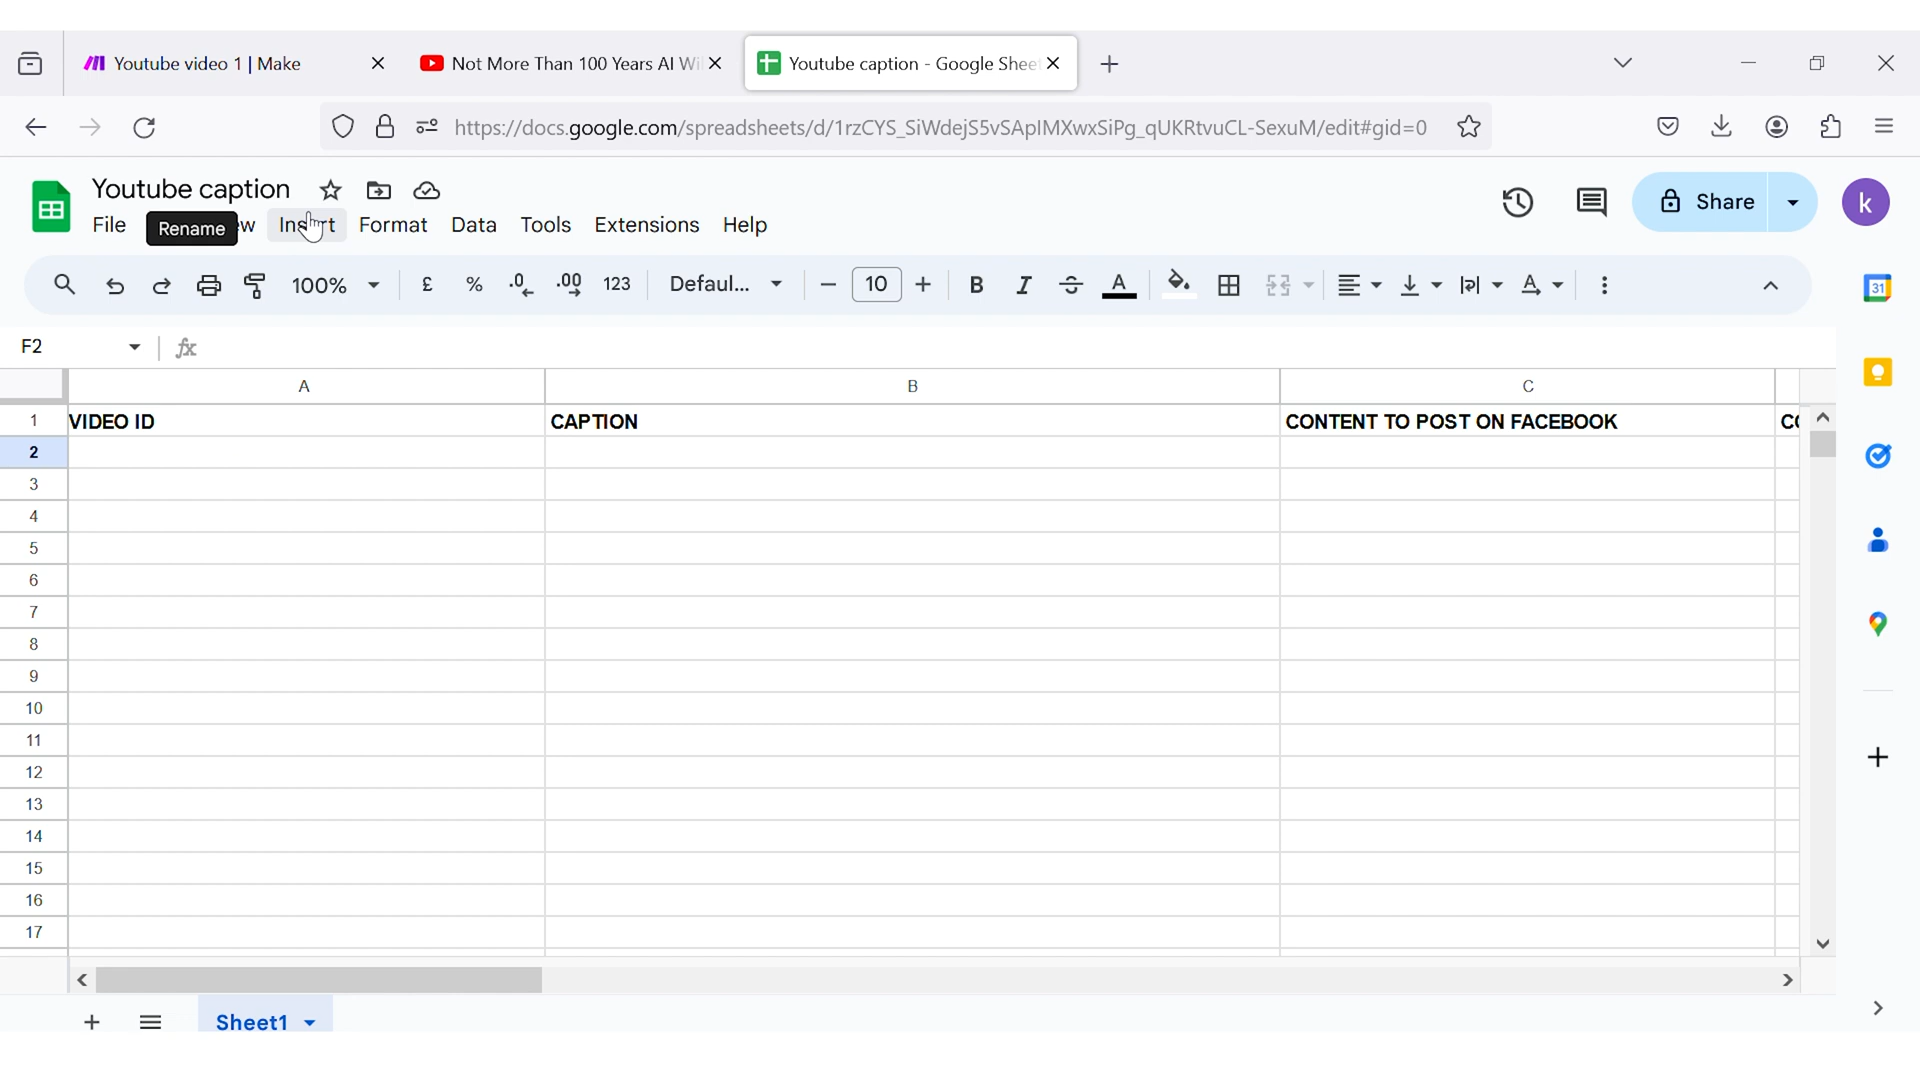 Youtube video 1 | Make
Not More Than 100 Years AI Wi
Youtube caption - Google Shee
https://docs.google.com/spreadsheets/d/1rzCYS_SiWdejS5vSApIMXwxSiPg_qUKRtvuCL-SexuM/edit#gid=0
Youtube caption
File Insert Format Data Tools Extensions Help
Rename
Share
k
100% £ % .0 .00 123 Defaul... 10 B I A
31
F2 fx
A B C
1 VIDEO ID CAPTION CONTENT TO POST ON FACEBOOK
2
3
4
5
6
7
8
9
10
11
12
13
14
15
16
17
Sheet1